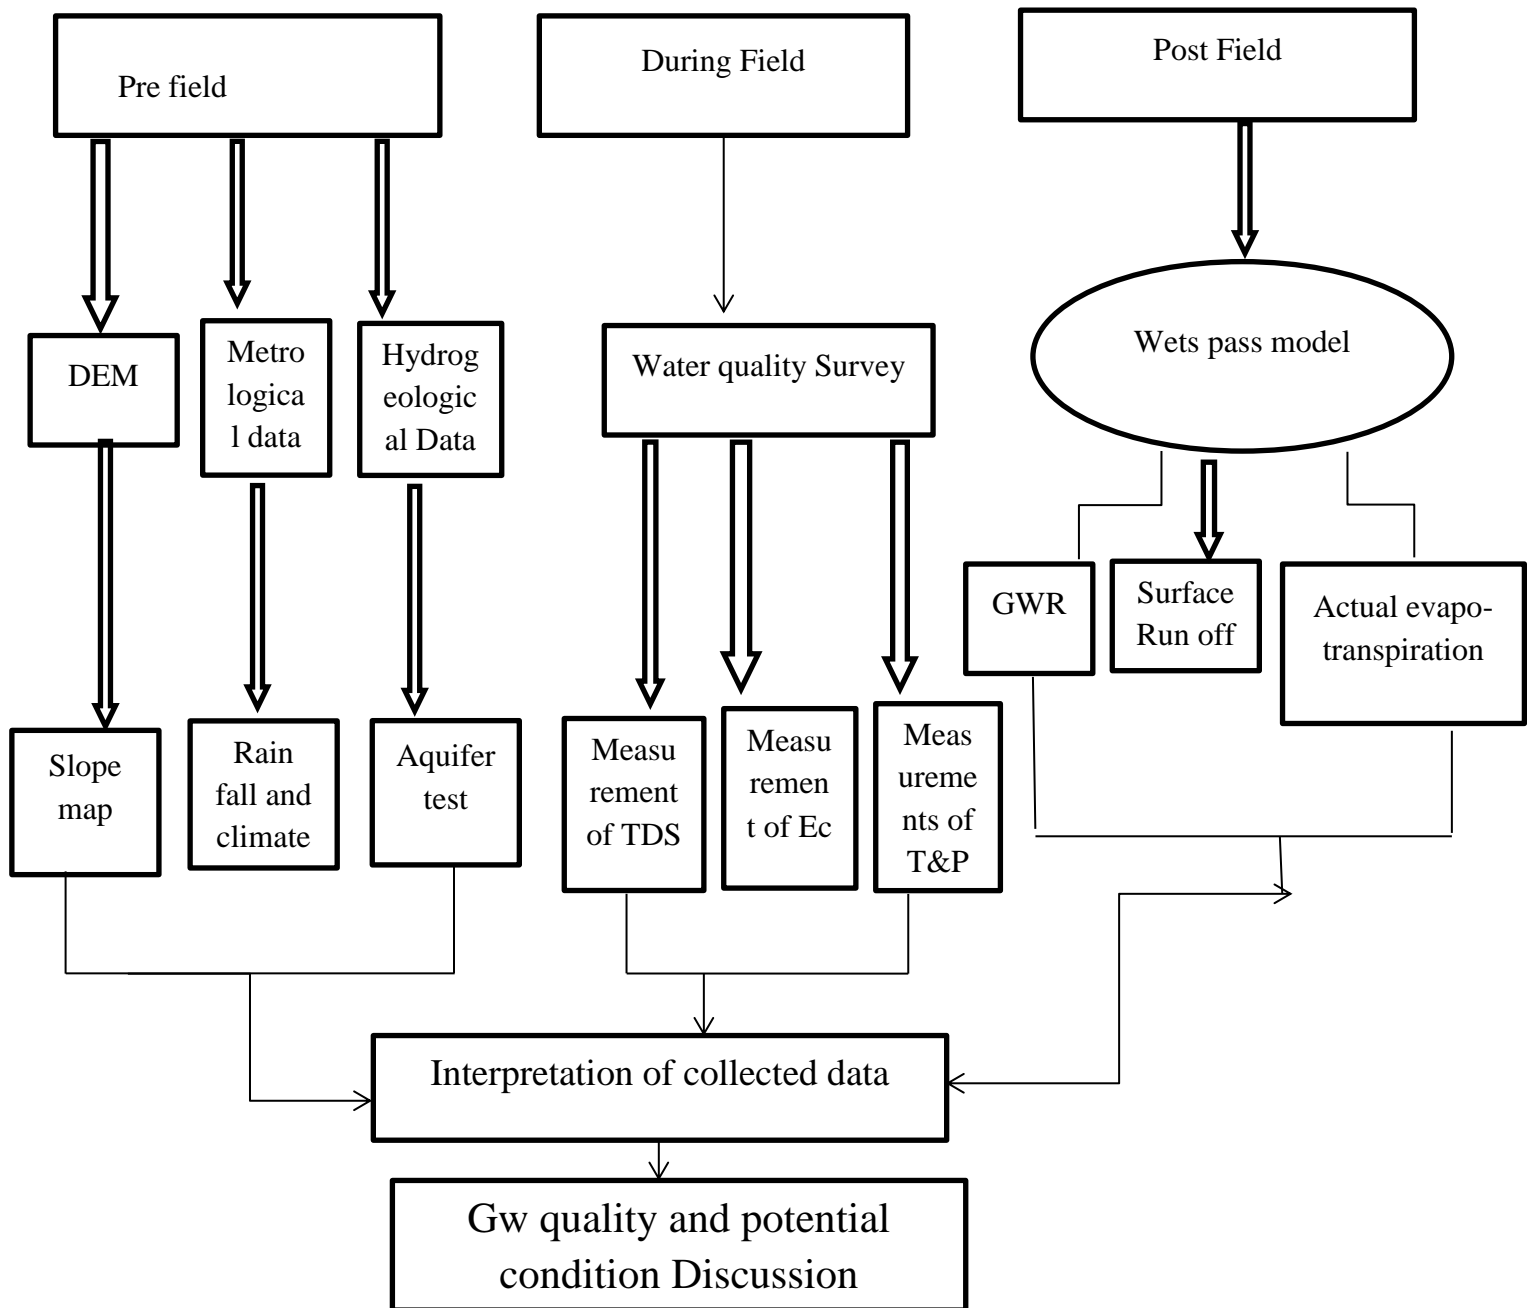 Pre field
During Field
Post Field
DEM
Metro
logica
l data
Hydrog
eologic
al Data
Water quality Survey
Wets pass model
GWR
Surface
Run off
Actual evapo-
transpiration
Slope
map
Rain
fall and
climate
Aquifer
test
Measu
rement
of TDS
Measu
remen
t of Ec
Meas
ureme
nts of
T&P
Interpretation of collected data
Gw quality and potential
condition Discussion